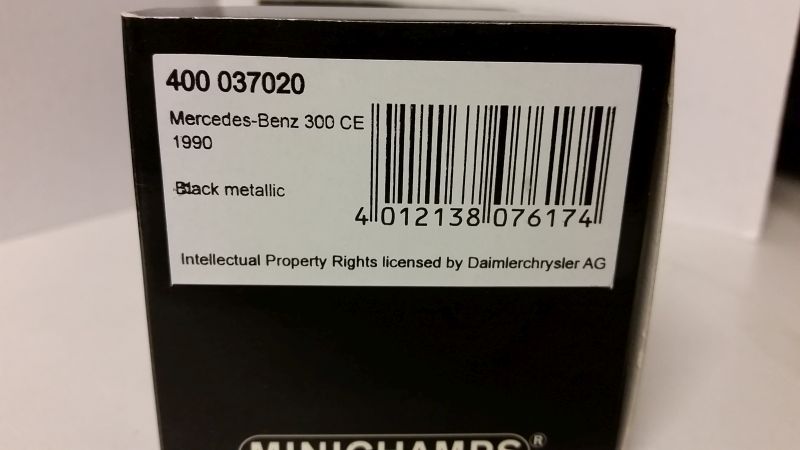 400 037020
Mercedes-Benz 300 CE
1990
Black metallic
4 012138 076174
Intellectual Property Rights licensed by Daimlerchrysler AG
MINICHAMPS®